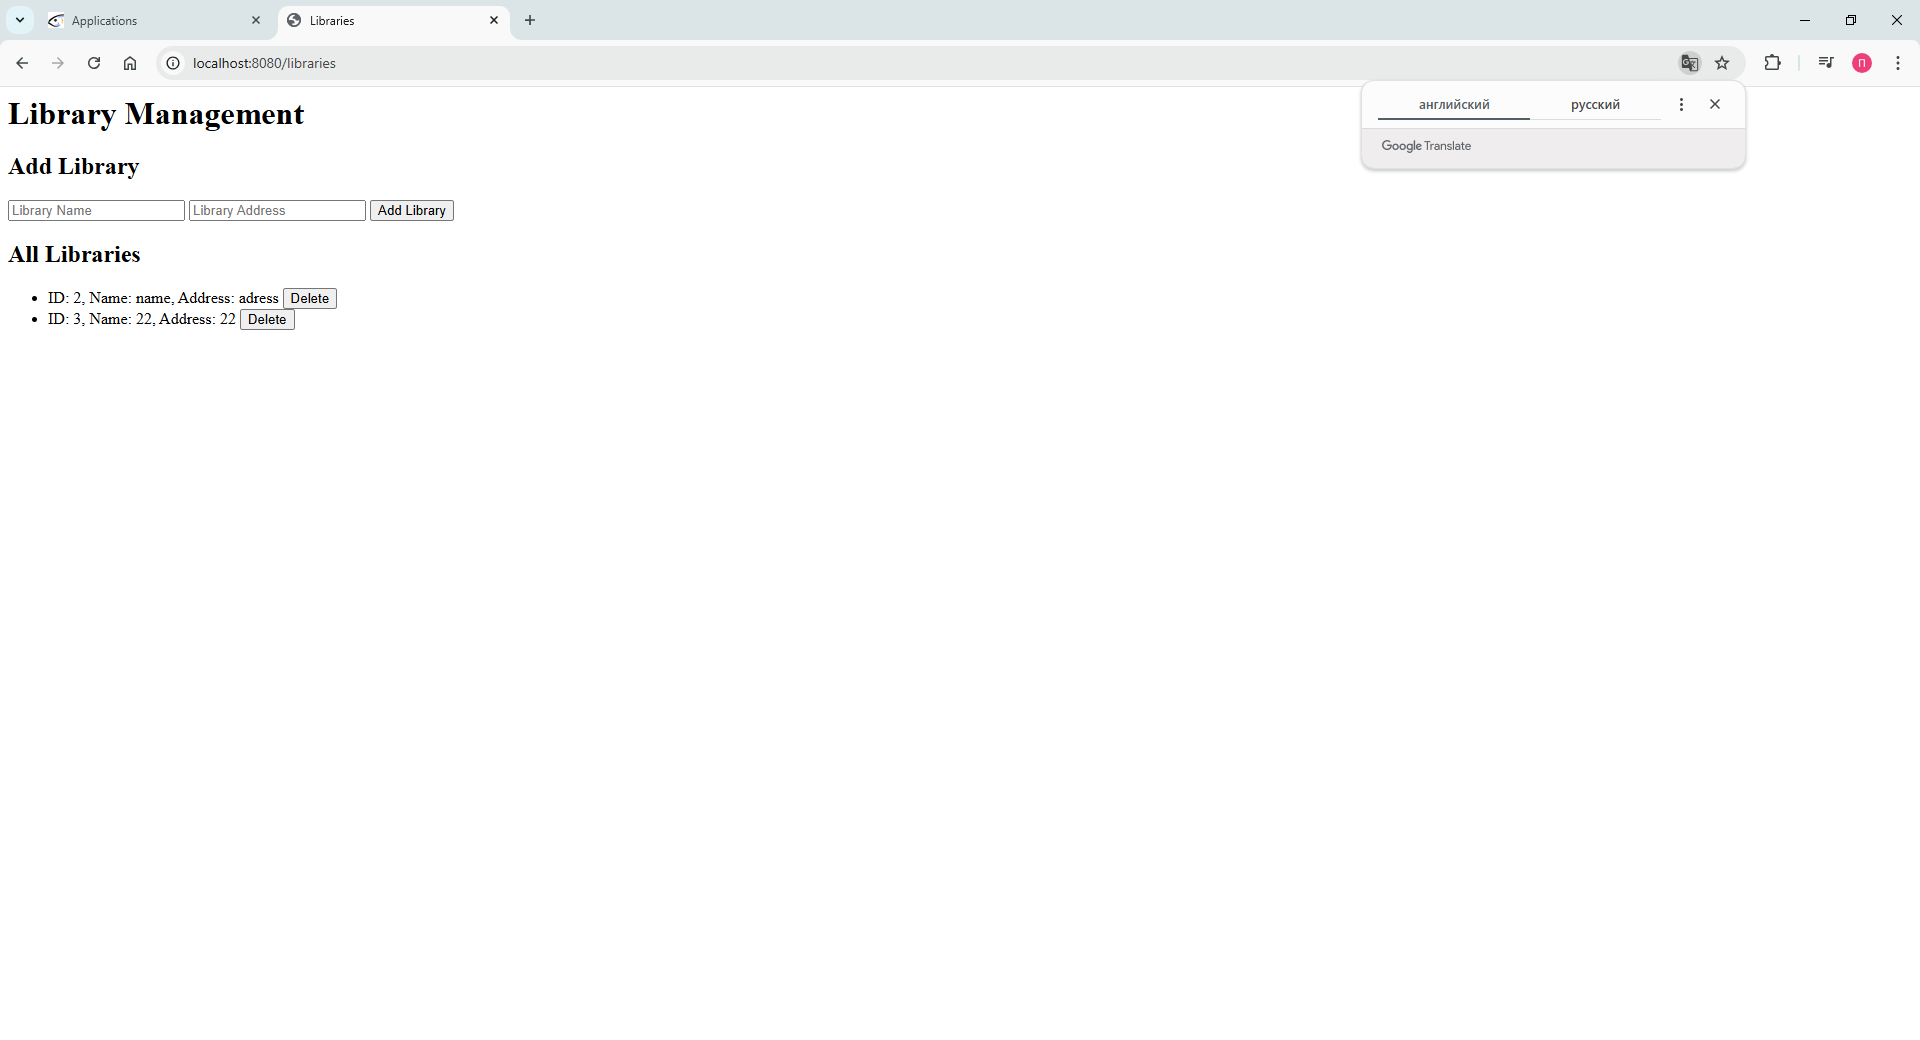 Applications
Libraries
localhost:8080/libraries
П
английский русский
Google Translate
Library Management
Add Library
Library Name Library Address Add Library
All Libraries
ID: 2, Name: name, Address: adress Delete
ID: 3, Name: 22, Address: 22 Delete